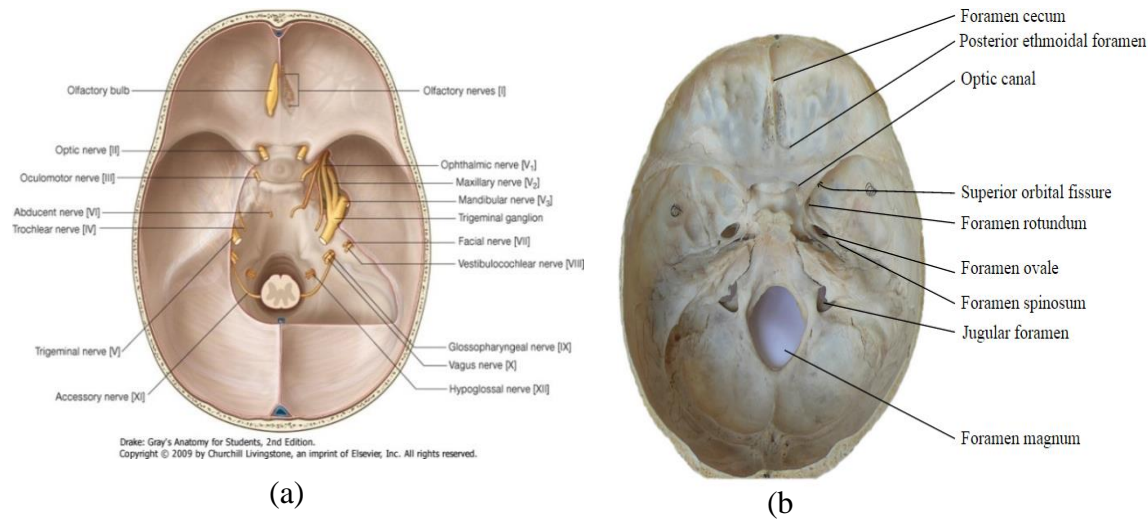 Olfactory bulb
Olfactory nerves [I]
Optic nerve [II]
Oculomotor nerve [III]
Abducent nerve [VI]
Trochlear nerve [IV]
Trigeminal nerve [V]
Accessory nerve [XI]
Ophthalmic nerve [V1]
Maxillary nerve [V2]
Mandibular nerve [V3]
Trigeminal ganglion
Facial nerve [VII]
Vestibulocochlear nerve [VIII]
Glossopharyngeal nerve [IX]
Vagus nerve [X]
Hypoglossal nerve [XII]
Drake: Gray's Anatomy for Students, 2nd Edition.
Copyright © 2009 by Churchill Livingstone, an imprint of Elsevier, Inc. All rights reserved.
(a)
Foramen cecum
Posterior ethmoidal foramen
Optic canal
Superior orbital fissure
Foramen rotundum
Foramen ovale
Foramen spinosum
Jugular foramen
Foramen magnum
(b